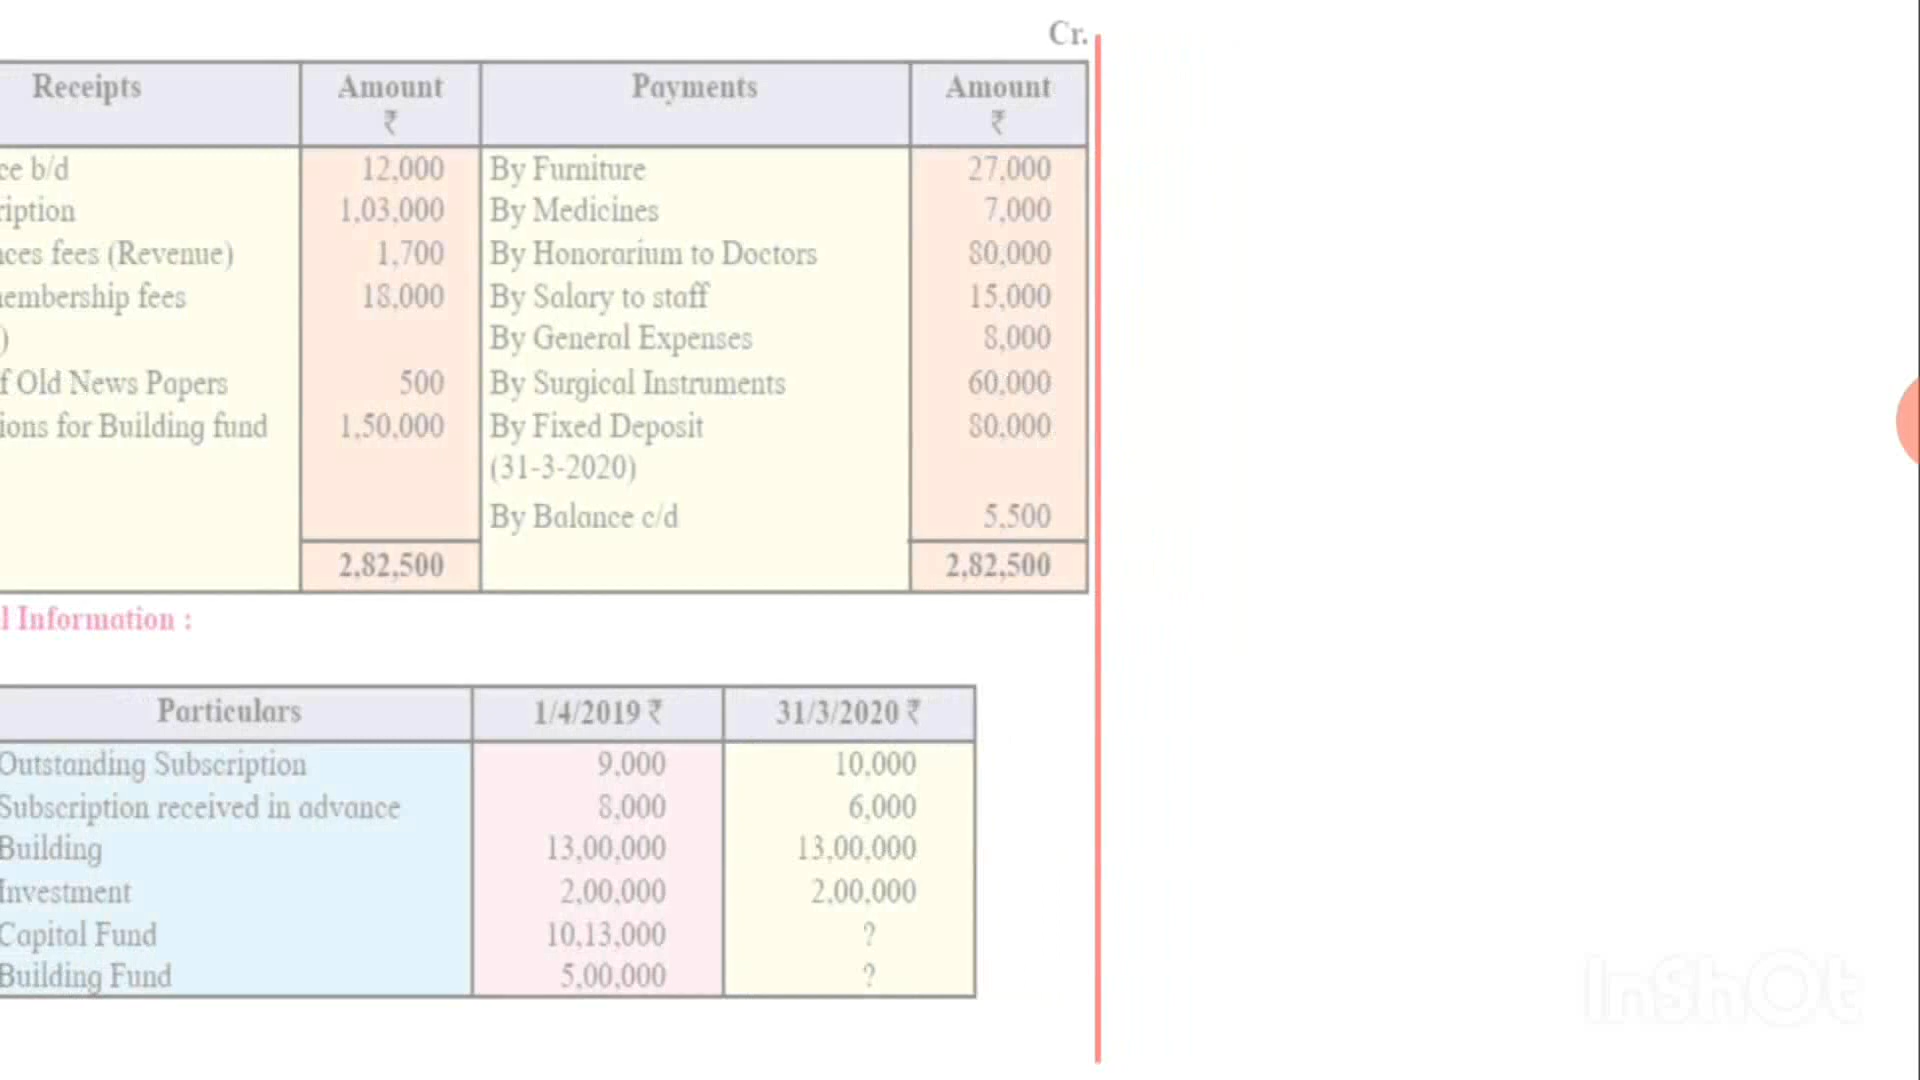 Cr.
Receipts Amount Payments Amount
₹ ₹
ce b/d 12,000 By Furniture 27,000
ription 1,03,000 By Medicines 7,000
nces fees (Revenue) 1,700 By Honorarium to Doctors 80,000
embership fees 18,000 By Salary to staff 15,000
) By General Expenses 8,000
f Old News Papers 500 By Surgical Instruments 60,000
ions for Building fund 1,50,000 By Fixed Deposit 80,000
(31-3-2020)
By Balance c/d 5,500
2,82,500 2,82,500
l Information :
Particulars 1/4/2019 ₹ 31/3/2020 ₹
Outstanding Subscription 9,000 10,000
Subscription received in advance 8,000 6,000
Building 13,00,000 13,00,000
Investment 2,00,000 2,00,000
Capital Fund 10,13,000 ?
Building Fund 5,00,000 ?
InShOt